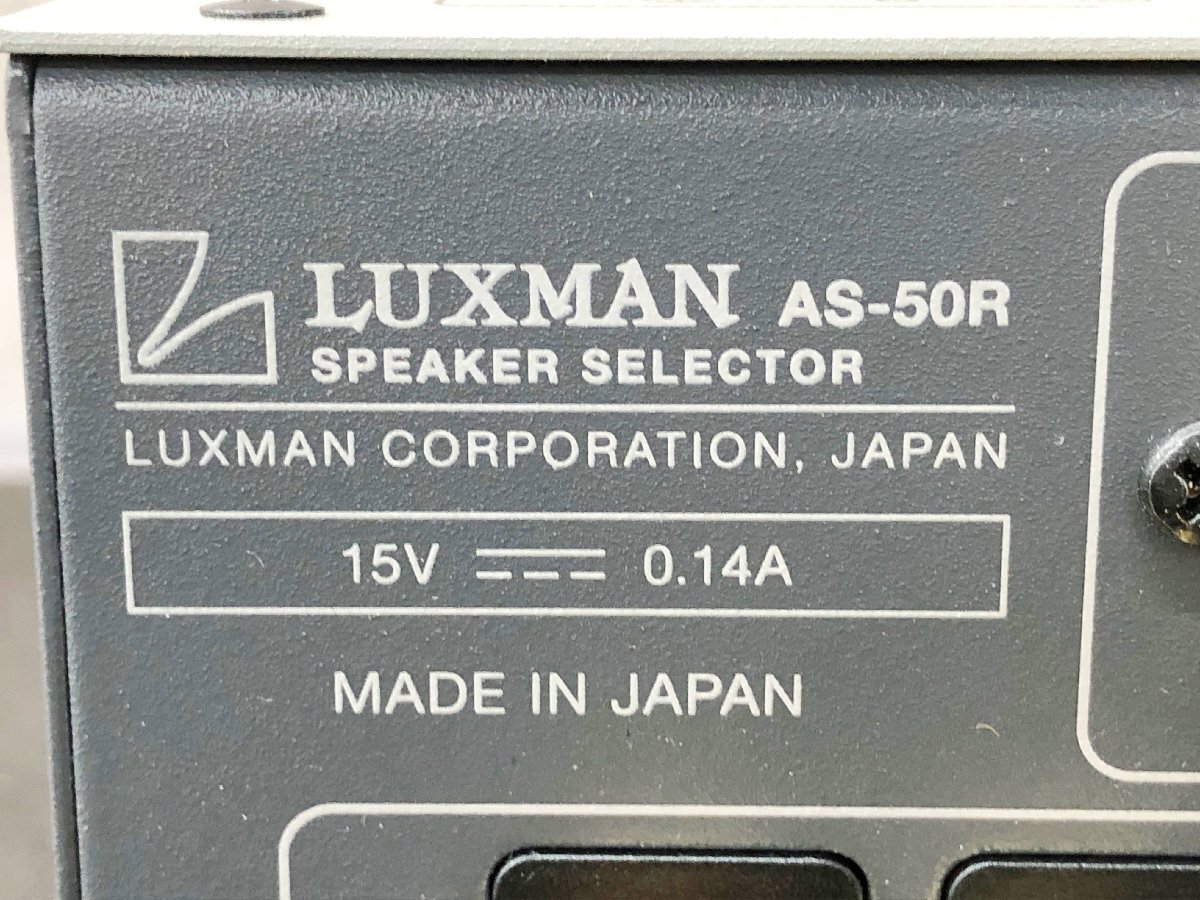 LUXMAN AS-50R
SPEAKER SELECTOR
LUXMAN CORPORATION, JAPAN
15V ⎓ 0.14A
MADE IN JAPAN